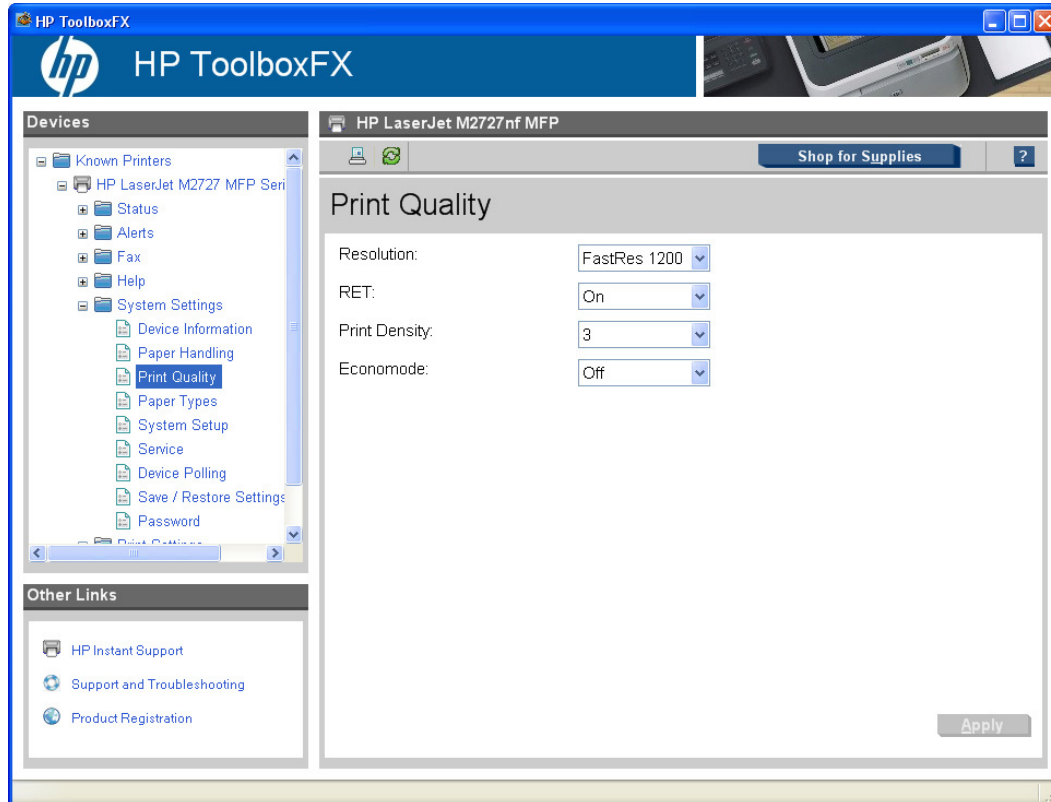 HP ToolboxFX
hp HP ToolboxFX
Devices
Known Printers
HP LaserJet M2727 MFP Seri
Status
Alerts
Fax
Help
System Settings
Device Information
Paper Handling
Print Quality
Paper Types
System Setup
Service
Device Polling
Save / Restore Settings
Password
Print Settings
Other Links
HP Instant Support
Support and Troubleshooting
Product Registration
HP LaserJet M2727nf MFP
Shop for Supplies ?
Print Quality
Resolution: FastRes 1200
RET: On
Print Density: 3
Economode: Off
Apply